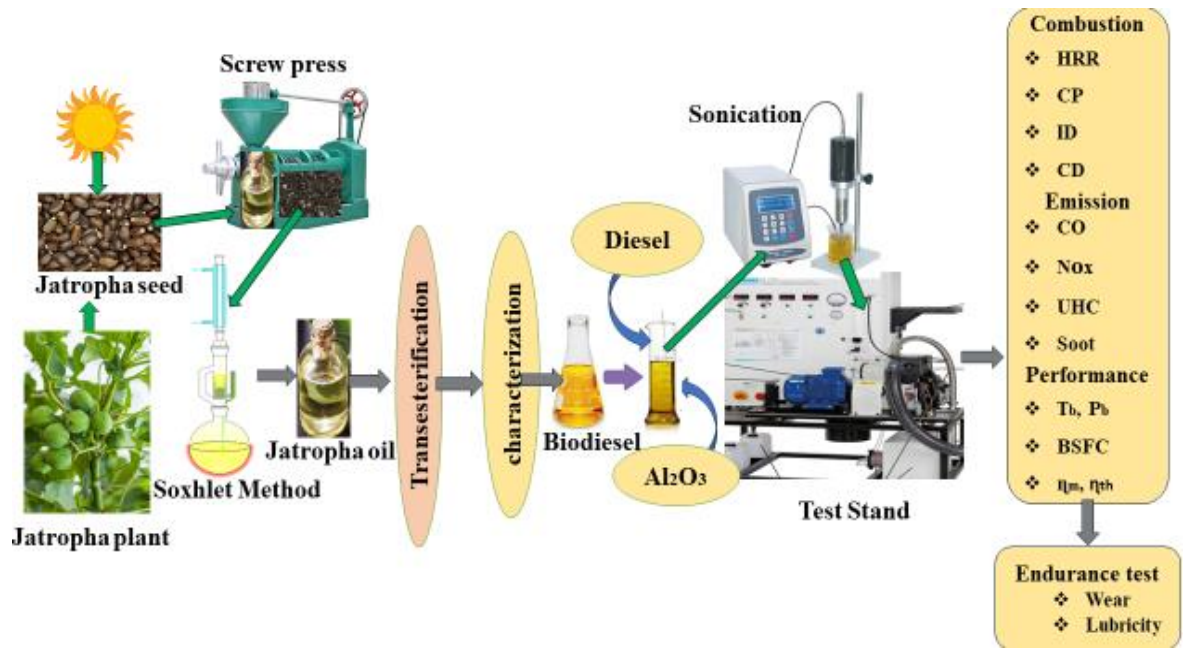 Screw press
Jatropha seed
Jatropha plant
Soxhlet Method
Jatropha oil
Transesterification
characterization
Biodiesel
Diesel
Al₂O₃
Sonication
Test Stand
Combustion
❖ HRR
❖ CP
❖ ID
❖ CD
Emission
❖ CO
❖ Nox
❖ UHC
❖ Soot
Performance
❖ Tb, Pb
❖ BSFC
❖ ηm, ηth
Endurance test
❖ Wear
❖ Lubricity